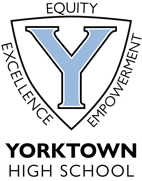 EQUITY
EXCELLENCE
EMPOWERMENT
Y
YORKTOWN
HIGH SCHOOL